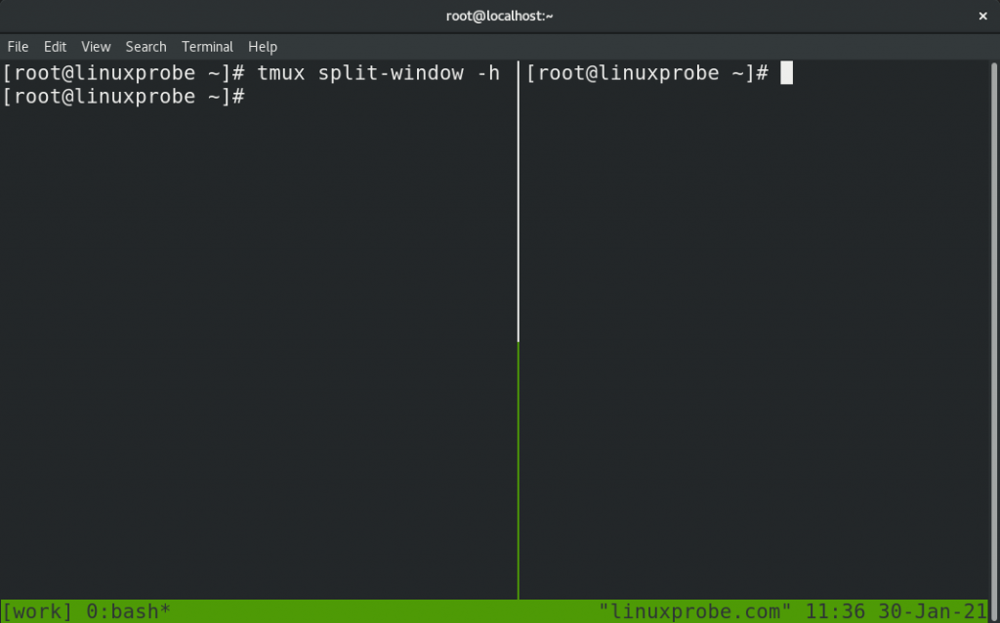 root@localhost:~ ×
File Edit View Search Terminal Help
[root@linuxprobe ~]# tmux split-window -h
[root@linuxprobe ~]#
[root@linuxprobe ~]#
[work] 0:bash* "linuxprobe.com" 11:36 30-Jan-21